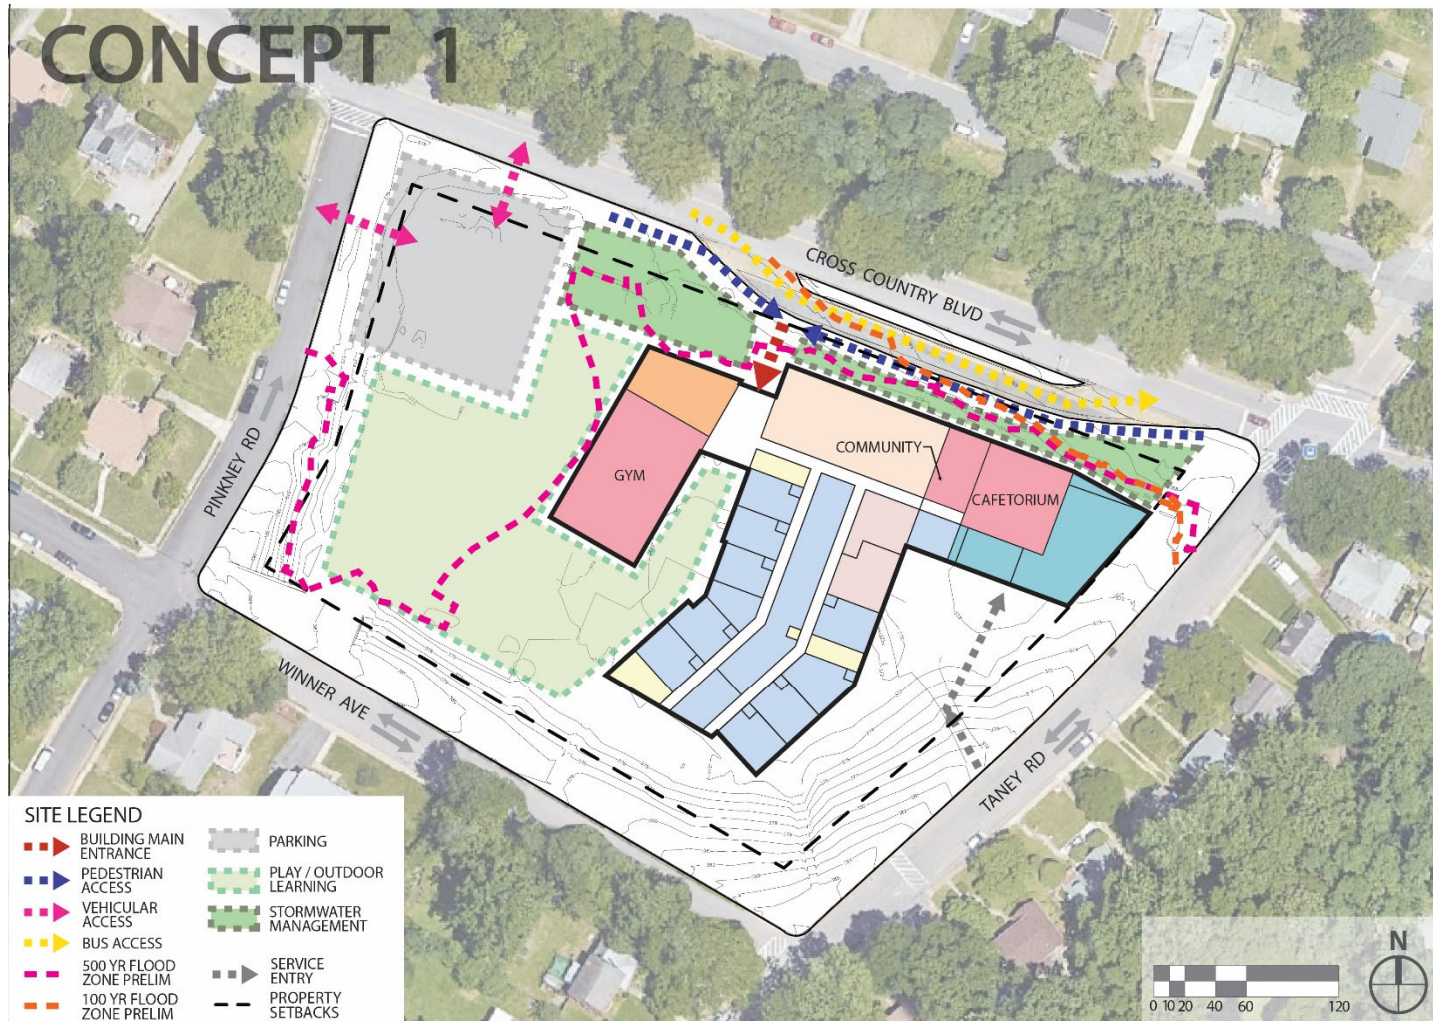 CONCEPT 1
CROSS COUNTRY BLVD
PINKNEY RD
COMMUNITY
GYM
CAFETORIUM
WINNER AVE
TANEY RD
SITE LEGEND
BUILDING MAIN
ENTRANCE
PEDESTRIAN
ACCESS
VEHICULAR
ACCESS
BUS ACCESS
500 YR FLOOD
ZONE PRELIM
100 YR FLOOD
ZONE PRELIM
PARKING
PLAY / OUTDOOR
LEARNING
STORMWATER
MANAGEMENT
SERVICE
ENTRY
PROPERTY
SETBACKS
N
0 10 20 40 60 120